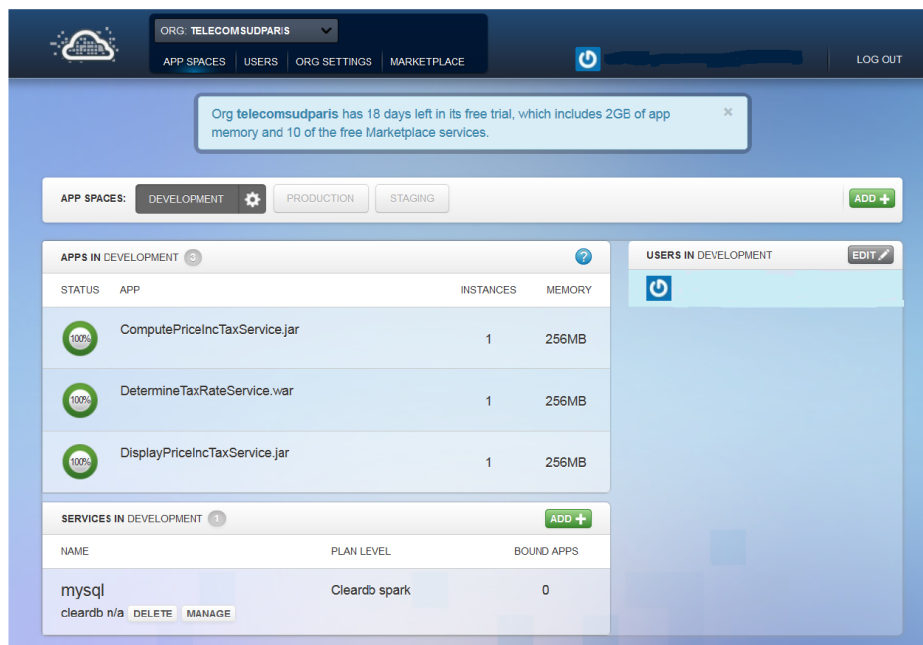 ORG: TELECOMSUDPARIS
APP SPACES USERS ORG SETTINGS MARKETPLACE
LOG OUT
Org telecomsudparis has 18 days left in its free trial, which includes 2GB of app
memory and 10 of the free Marketplace services.
APP SPACES: DEVELOPMENT PRODUCTION STAGING ADD
APPS IN DEVELOPMENT 3
STATUS APP INSTANCES MEMORY
100% ComputePriceIncTaxService.jar 1 256MB
100% DetermineTaxRateService.war 1 256MB
100% DisplayPriceIncTaxService.jar 1 256MB
SERVICES IN DEVELOPMENT 1 ADD
NAME PLAN LEVEL BOUND APPS
mysql Cleardb spark 0
cleardb n/a DELETE MANAGE
USERS IN DEVELOPMENT EDIT